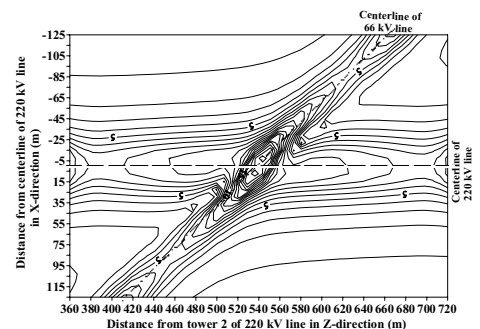 Centerline of
66 kV line
-125
-105
-85
-65
-45
-25
-5
15
35
55
75
95
115
Distance from centerline of 220 kV line
in X-direction (m)
5
5
5
5
5
5
5
5
Centerline of
220 kV line
360 380 400 420 440 460 480 500 520 540 560 580 600 620 640 660 680 700 720
Distance from tower 2 of 220 kV line in Z-direction (m)